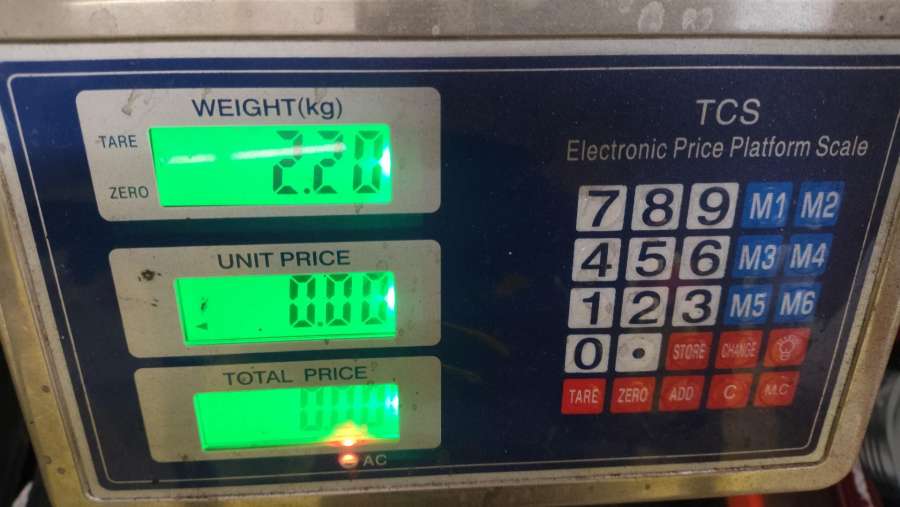 WEIGHT(kg)
TARE
2.20
ZERO
UNIT PRICE
0.00
TOTAL PRICE
AC
TCS
Electronic Price Platform Scale
7 8 9 M1 M2
4 5 6 M3 M4
1 2 3 M5 M6
0 . STORE CHANGE
TARE ZERO ADD C M.C